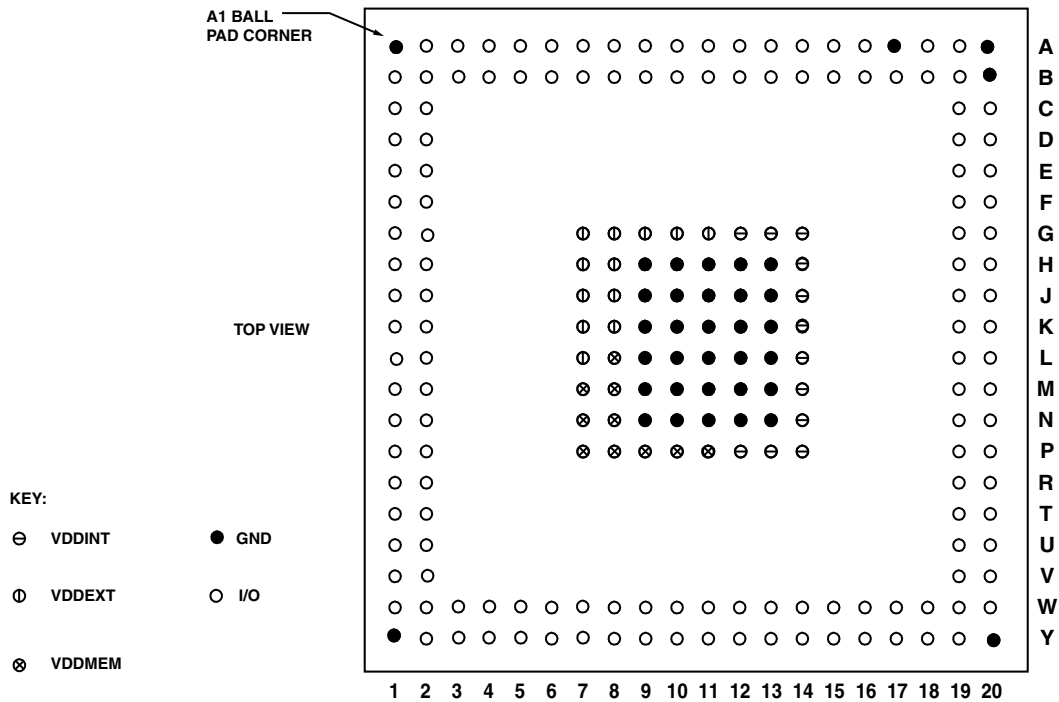 A1 BALL
PAD CORNER
A
B
C
D
E
F
G
H
J
K
L
M
N
P
R
T
U
V
W
Y
TOP VIEW
KEY:
VDDINT
GND
VDDEXT
I/O
VDDMEM
1 2 3 4 5 6 7 8 9 10 11 12 13 14 15 16 17 18 19 20